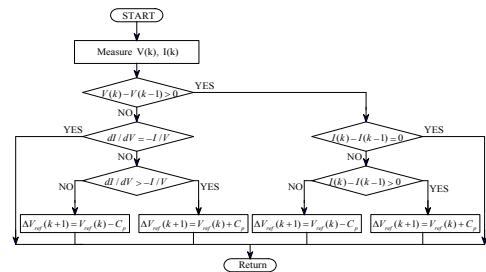 START
Measure V(k), I(k)
V(k)−V(k−1)>0
YES
NO
YES
dI / dV = −I / V
I(k)−I(k−1)=0
YES
NO
NO
NO
dI / dV > −I / V
YES
NO
I(k)−I(k−1)>0
YES
ΔV_ref(k+1)=V_ref(k)−C_p
ΔV_ref(k+1)=V_ref(k)+C_p
ΔV_ref(k+1)=V_ref(k)−C_p
ΔV_ref(k+1)=V_ref(k)+C_p
Return